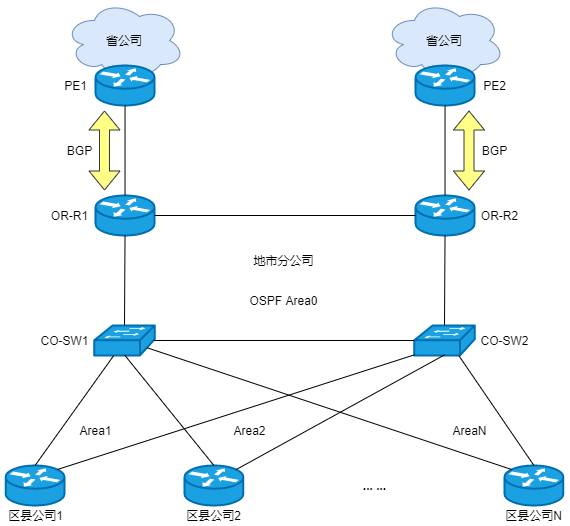 省公司
省公司
PE1
PE2
BGP
BGP
OR-R1
OR-R2
地市分公司
OSPF Area0
CO-SW1
CO-SW2
Area1
Area2
AreaN
... ...
区县公司1
区县公司2
区县公司N